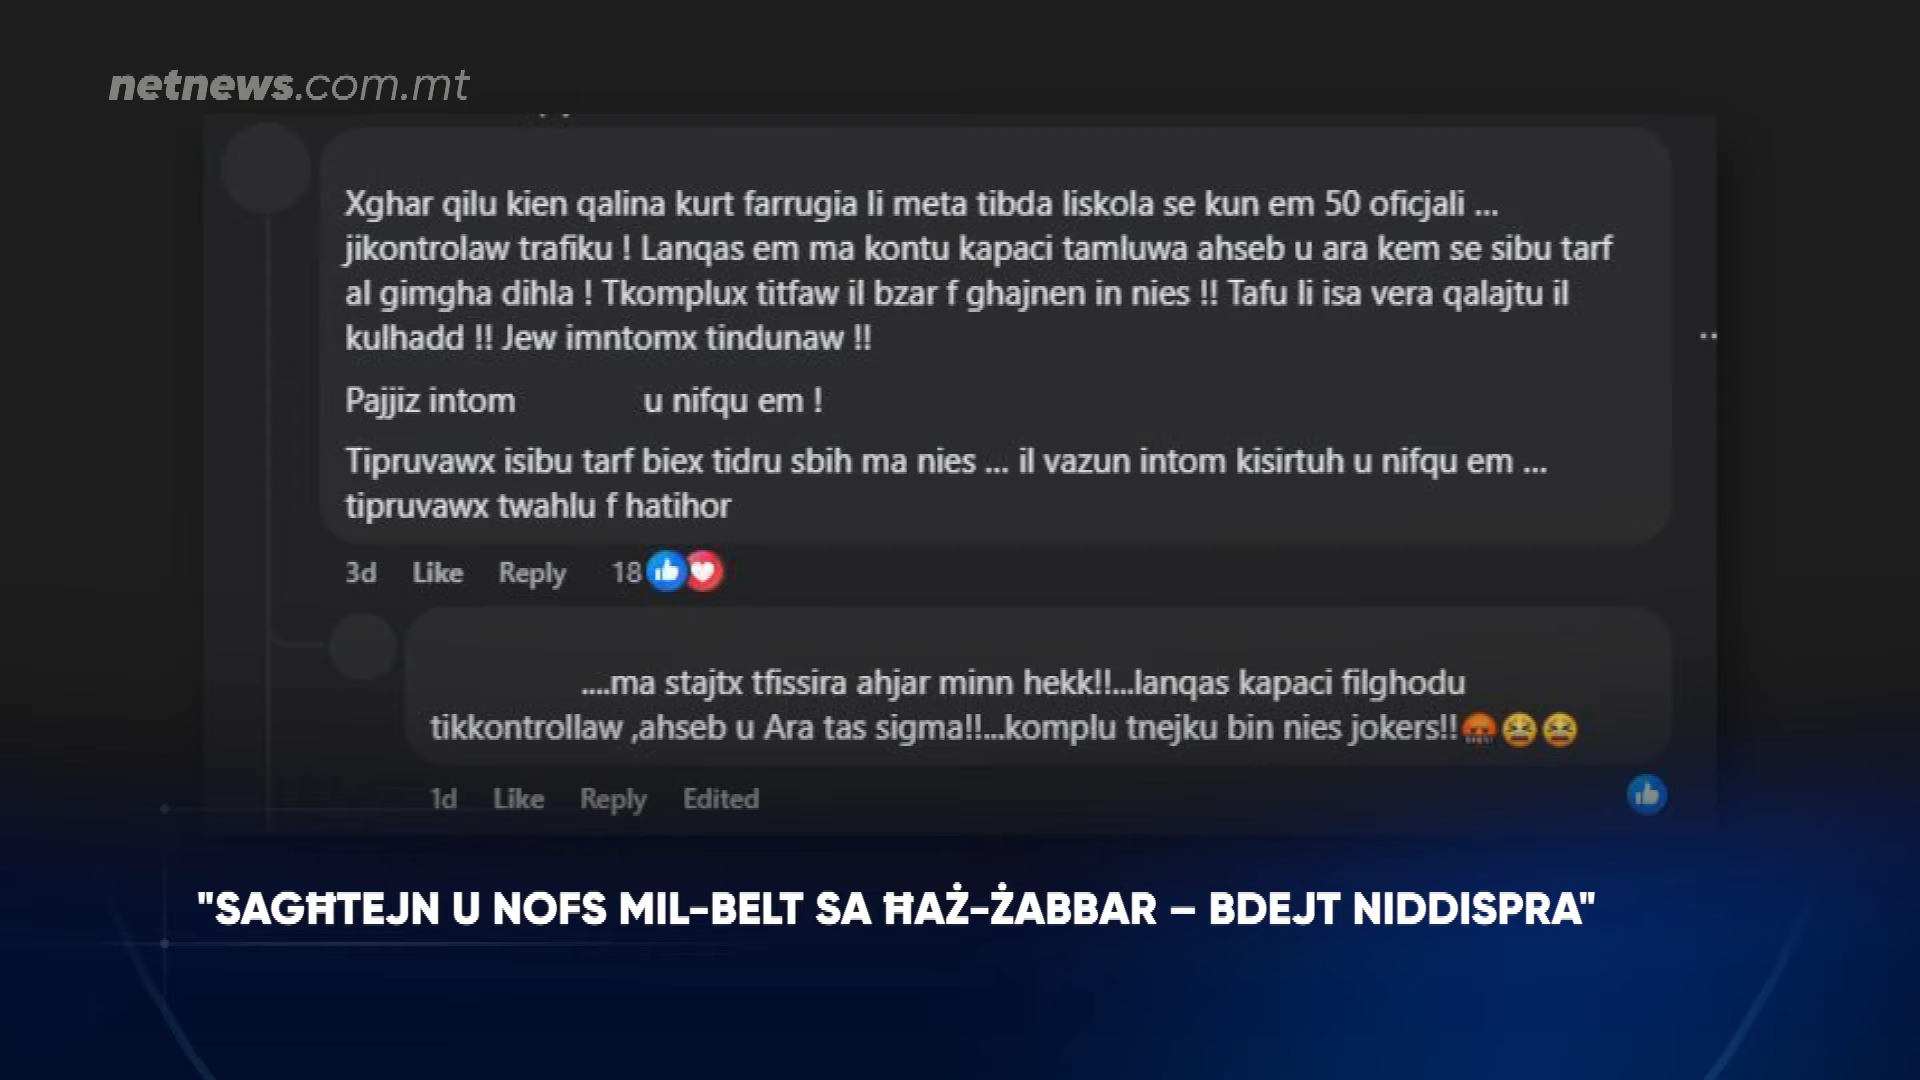 netnews.com.mt
Xghar qilu kien qalina kurt farrugia li meta tibda liskola se kun em 50 oficjali ...
jikontrolaw trafiku ! Lanqas em ma kontu kapaci tamluwa ahseb u ara kem se sibu tarf
al gimgha dihla ! Tkomplux titfaw il bzar f ghajnen in nies !! Tafu li isa vera qalajtu il
kulhadd !! Jew imntomx tindunaw !!
Pajjiz intom u nifqu em !
Tipruvawx isibu tarf biex tidru sbih ma nies ... il vazun intom kisirtuh u nifqu em ...
tipruvawx twahlu f hatihor
3d Like Reply 18
....ma stajtx tfissira ahjar minn hekk!!...lanqas kapaci filghodu
tikkontrollaw ,ahseb u Ara tas sigma!!...komplu tnejku bin nies jokers!!🤬😫😫
1d Like Reply Edited
"SAGĦTEJN U NOFS MIL-BELT SA ĦAŻ-ŻABBAR – BDEJT NIDDISPRA"